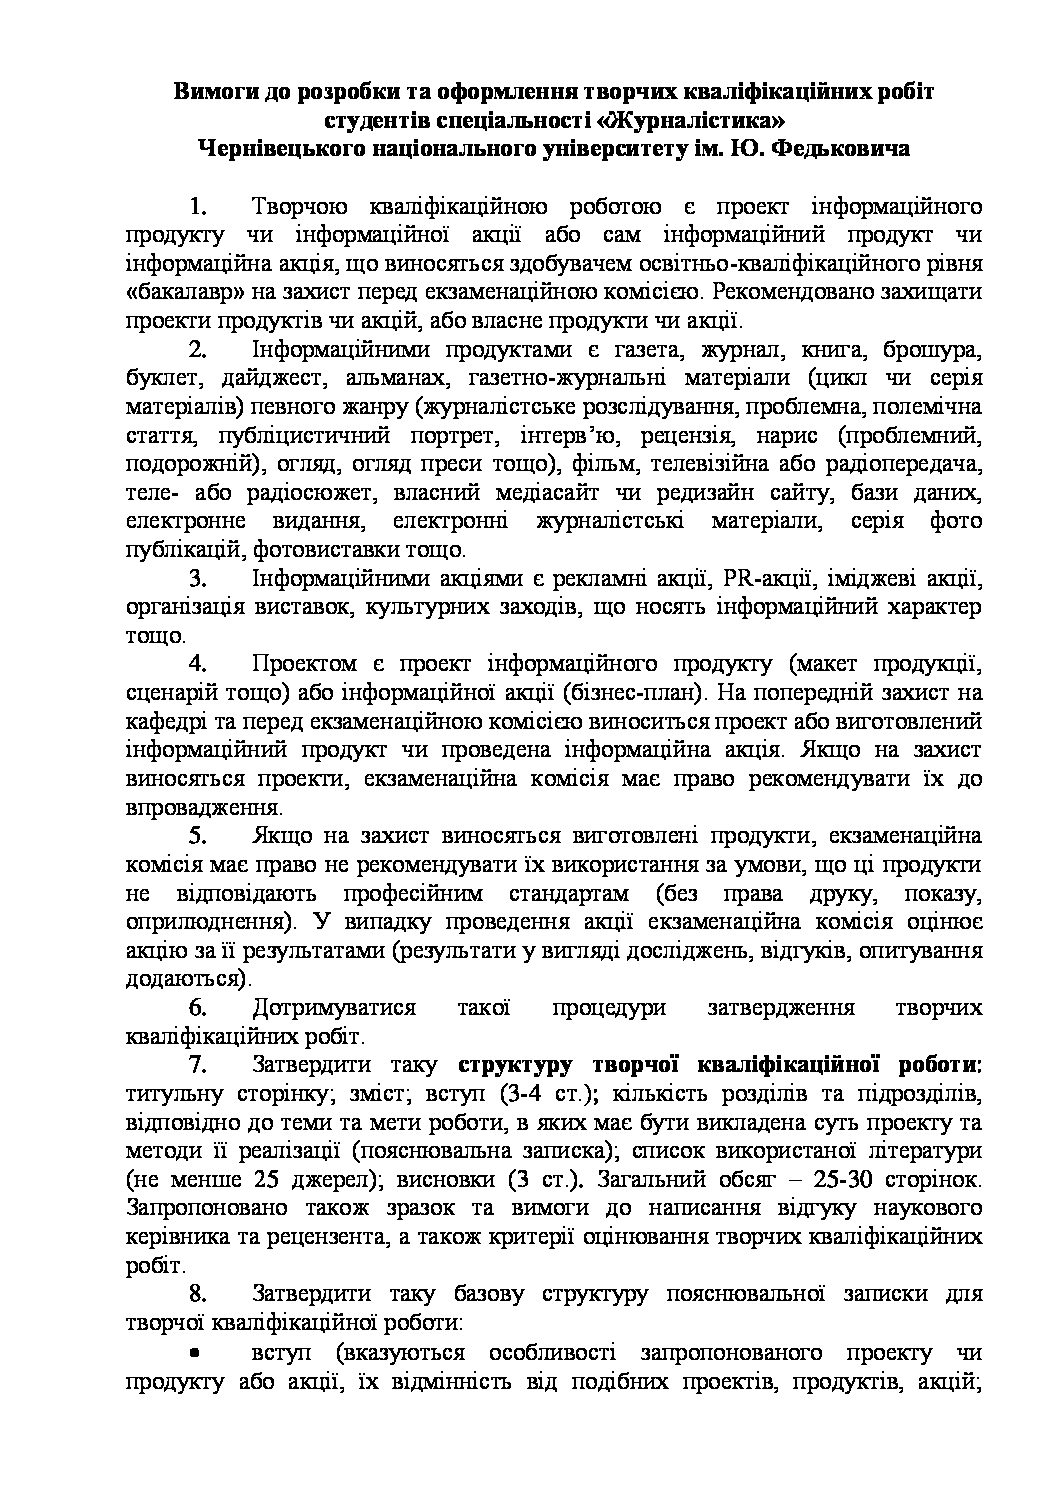 Вимоги до розробки та оформлення творчих кваліфікаційних робіт
студентів спеціальності «Журналістика»
Чернівецького національного університету ім. Ю. Федьковича
1. Творчою кваліфікаційною роботою є проект інформаційного
продукту чи інформаційної акції або сам інформаційний продукт чи
інформаційна акція, що виносяться здобувачем освітньо-кваліфікаційного рівня
«бакалавр» на захист перед екзаменаційною комісією. Рекомендовано захищати
проекти продуктів чи акцій, або власне продукти чи акції.
2. Інформаційними продуктами є газета, журнал, книга, брошура,
буклет, дайджест, альманах, газетно-журнальні матеріали (цикл чи серія
матеріалів) певного жанру (журналістське розслідування, проблемна, полемічна
стаття, публіцистичний портрет, інтерв’ю, рецензія, нарис (проблемний,
подорожній), огляд, огляд преси тощо), фільм, телевізійна або радіопередача,
теле- або радіосюжет, власний медіасайт чи редизайн сайту, бази даних,
електронне видання, електронні журналістські матеріали, серія фото
публікацій, фотовиставки тощо.
3. Інформаційними акціями є рекламні акції, PR-акції, іміджеві акції,
організація виставок, культурних заходів, що носять інформаційний характер
тощо.
4. Проектом є проект інформаційного продукту (макет продукції,
сценарій тощо) або інформаційної акції (бізнес-план). На попередній захист на
кафедрі та перед екзаменаційною комісією виноситься проект або виготовлений
інформаційний продукт чи проведена інформаційна акція. Якщо на захист
виносяться проекти, екзаменаційна комісія має право рекомендувати їх до
впровадження.
5. Якщо на захист виносяться виготовлені продукти, екзаменаційна
комісія має право не рекомендувати їх використання за умови, що ці продукти
не відповідають професійним стандартам (без права друку, показу,
оприлюднення). У випадку проведення акції екзаменаційна комісія оцінює
акцію за її результатами (результати у вигляді досліджень, відгуків, опитування
додаються).
6. Дотримуватися такої процедури затвердження творчих
кваліфікаційних робіт.
7. Затвердити таку структуру творчої кваліфікаційної роботи:
титульну сторінку; зміст; вступ (3-4 ст.); кількість розділів та підрозділів,
відповідно до теми та мети роботи, в яких має бути викладена суть проекту та
методи її реалізації (пояснювальна записка); список використаної літератури
(не менше 25 джерел); висновки (3 ст.). Загальний обсяг – 25-30 сторінок.
Запропоновано також зразок та вимоги до написання відгуку наукового
керівника та рецензента, а також критерії оцінювання творчих кваліфікаційних
робіт.
8. Затвердити таку базову структуру пояснювальної записки для
творчої кваліфікаційної роботи:
• вступ (вказуються особливості запропонованого проекту чи
продукту або акції, їх відмінність від подібних проектів, продуктів, акцій;